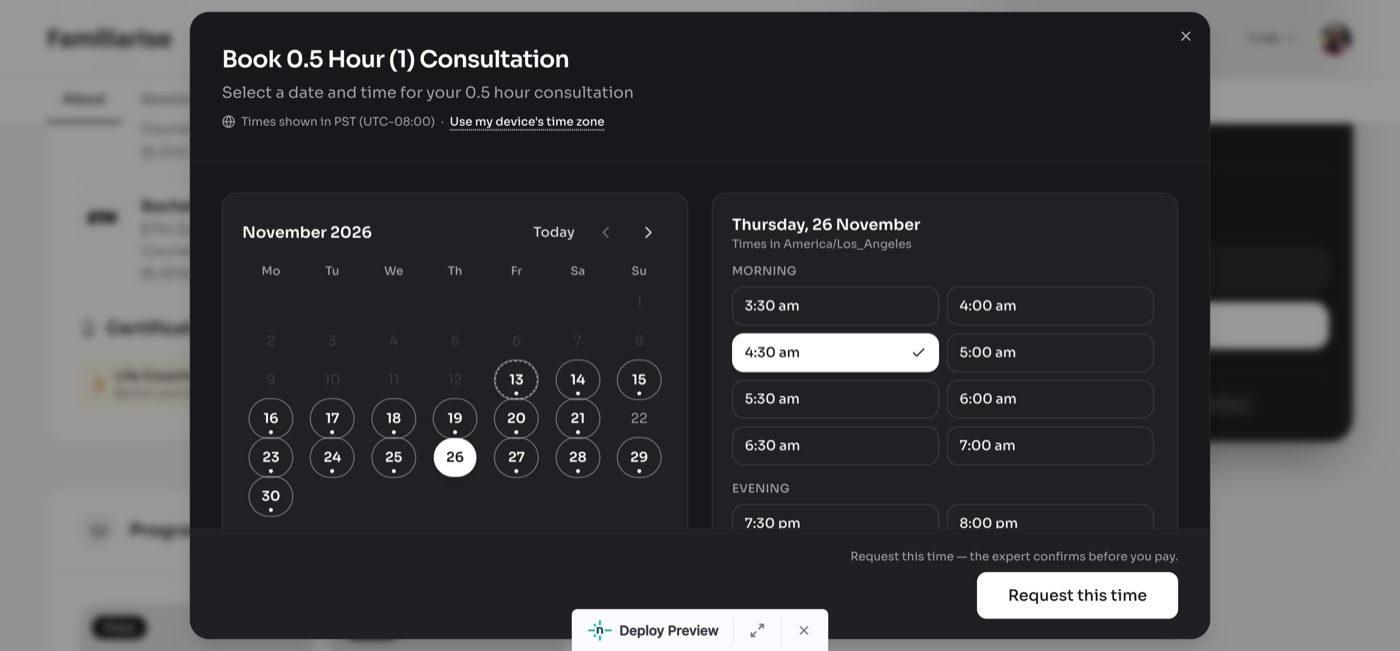 Familiarise
About
Book 0.5 Hour (1) Consultation
Select a date and time for your 0.5 hour consultation
Times shown in PST (UTC-08:00) · Use my device's time zone
November 2026
Today
Mo Tu We Th Fr Sa Su
1
2 3 4 5 6 7 8
9 10 11 12 13 14 15
16 17 18 19 20 21 22
23 24 25 26 27 28 29
30
Thursday, 26 November
Times in America/Los_Angeles
MORNING
3:30 am 4:00 am
4:30 am 5:00 am
5:30 am 6:00 am
6:30 am 7:00 am
EVENING
7:30 pm 8:00 pm
Request this time — the expert confirms before you pay.
Request this time
Deploy Preview